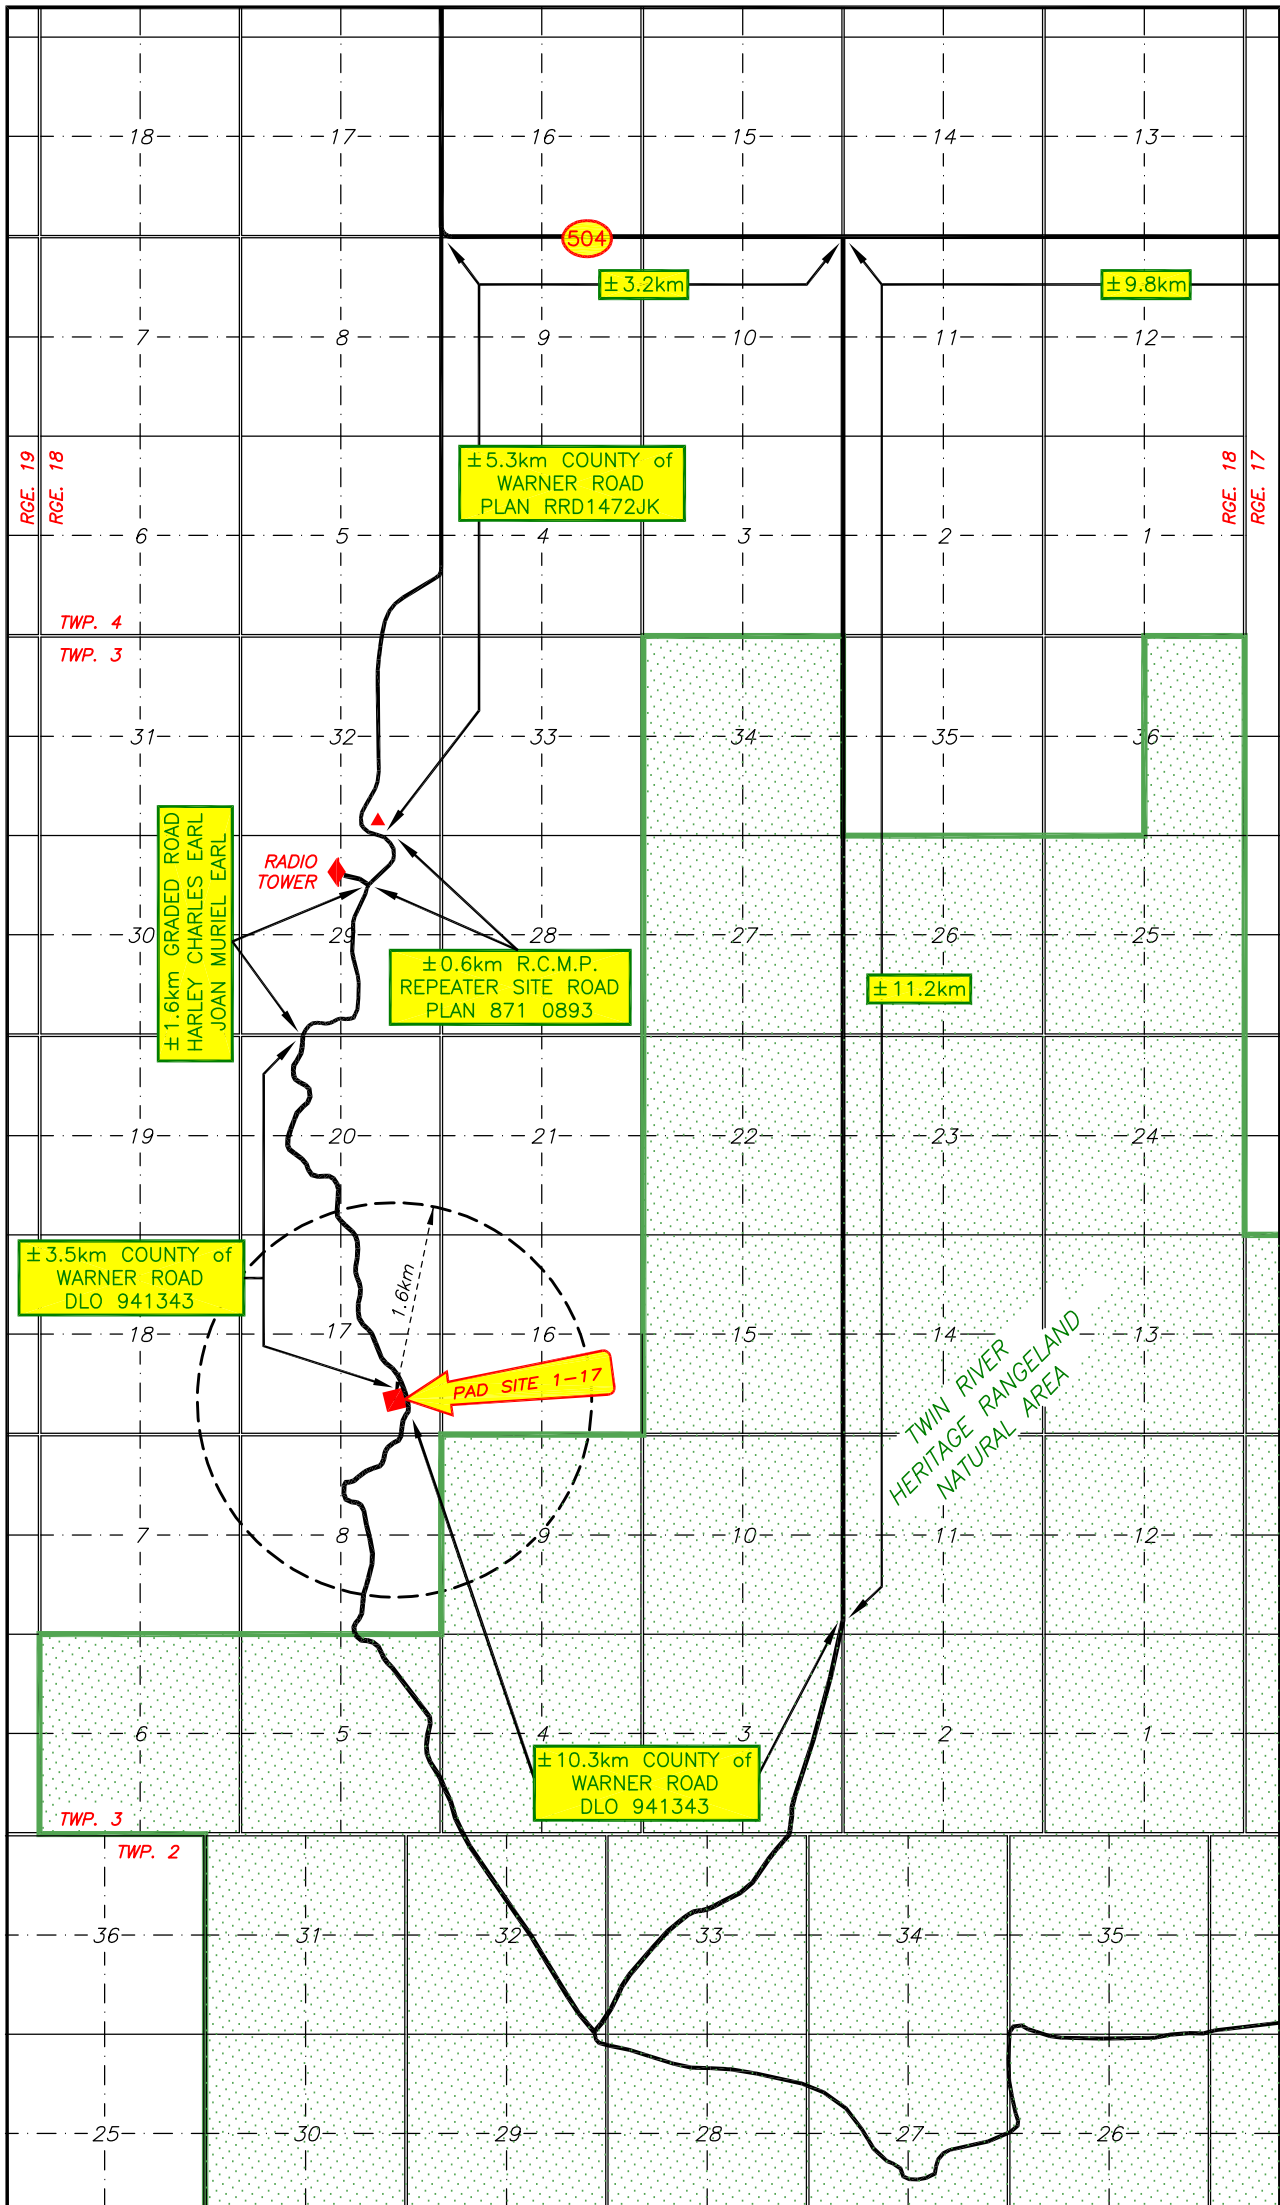 18 17 16 15 14 13
504
±3.2km
±9.8km
7 8 9 10 11 12
±5.3km COUNTY of
WARNER ROAD
PLAN RRD1472JK
RGE. 19
RGE. 18
RGE. 18
RGE. 17
6 5 4 3 2 1
TWP. 4
TWP. 3
31 32 33 34 35 36
±1.6km GRADED ROAD
HARLEY CHARLES EARL
JOAN MURIEL EARL
RADIO
TOWER
30 29 28 27 26 25
±0.6km R.C.M.P.
REPEATER SITE ROAD
PLAN 871 0893
±11.2km
19 20 21 22 23 24
±3.5km COUNTY of
WARNER ROAD
DLO 941343
1.6km
18 17 16 15 14 13
PAD SITE 1-17
TWIN RIVER
HERITAGE RANGELAND
NATURAL AREA
7 8 9 10 11 12
6 5 4 3 2 1
±10.3km COUNTY of
WARNER ROAD
DLO 941343
TWP. 3
TWP. 2
36 31 32 33 34 35
25 30 29 28 27 26